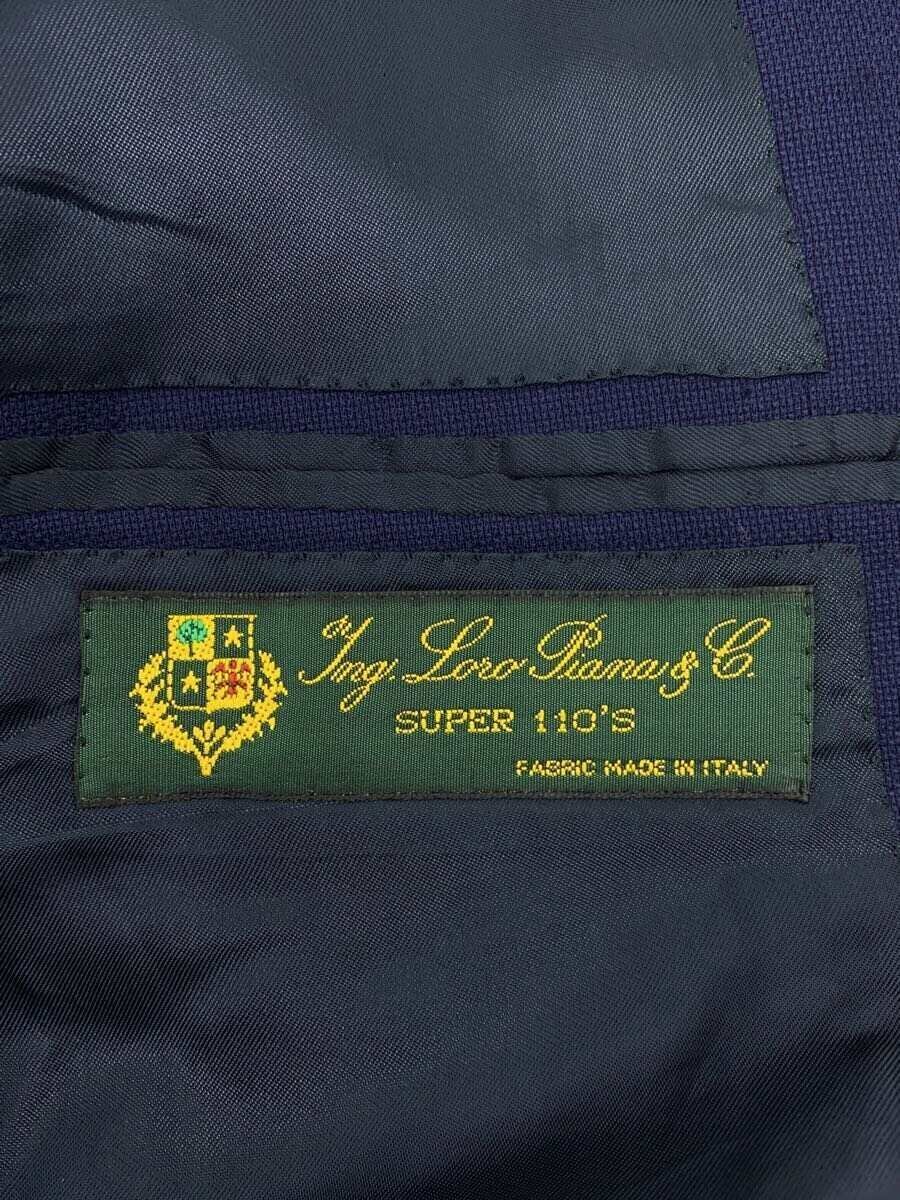 Ing. Loro Piana & C.
SUPER 110'S
FABRIC MADE IN ITALY